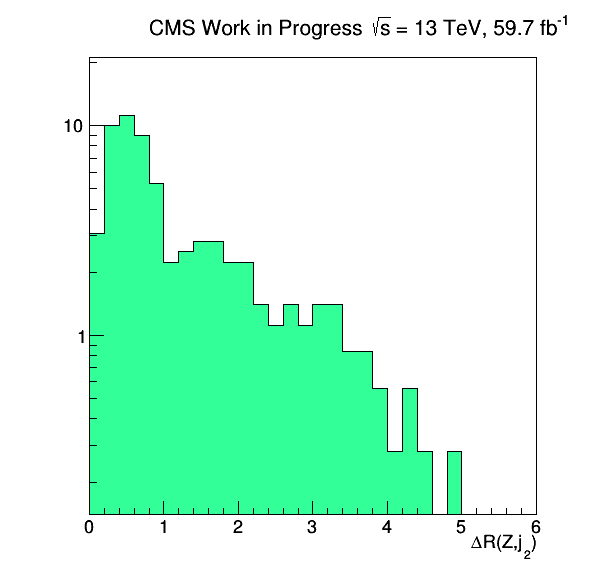 CMS Work in Progress √s = 13 TeV, 59.7 fb⁻¹
10
1
0 1 2 3 4 5 6
ΔR(Z,j₂)